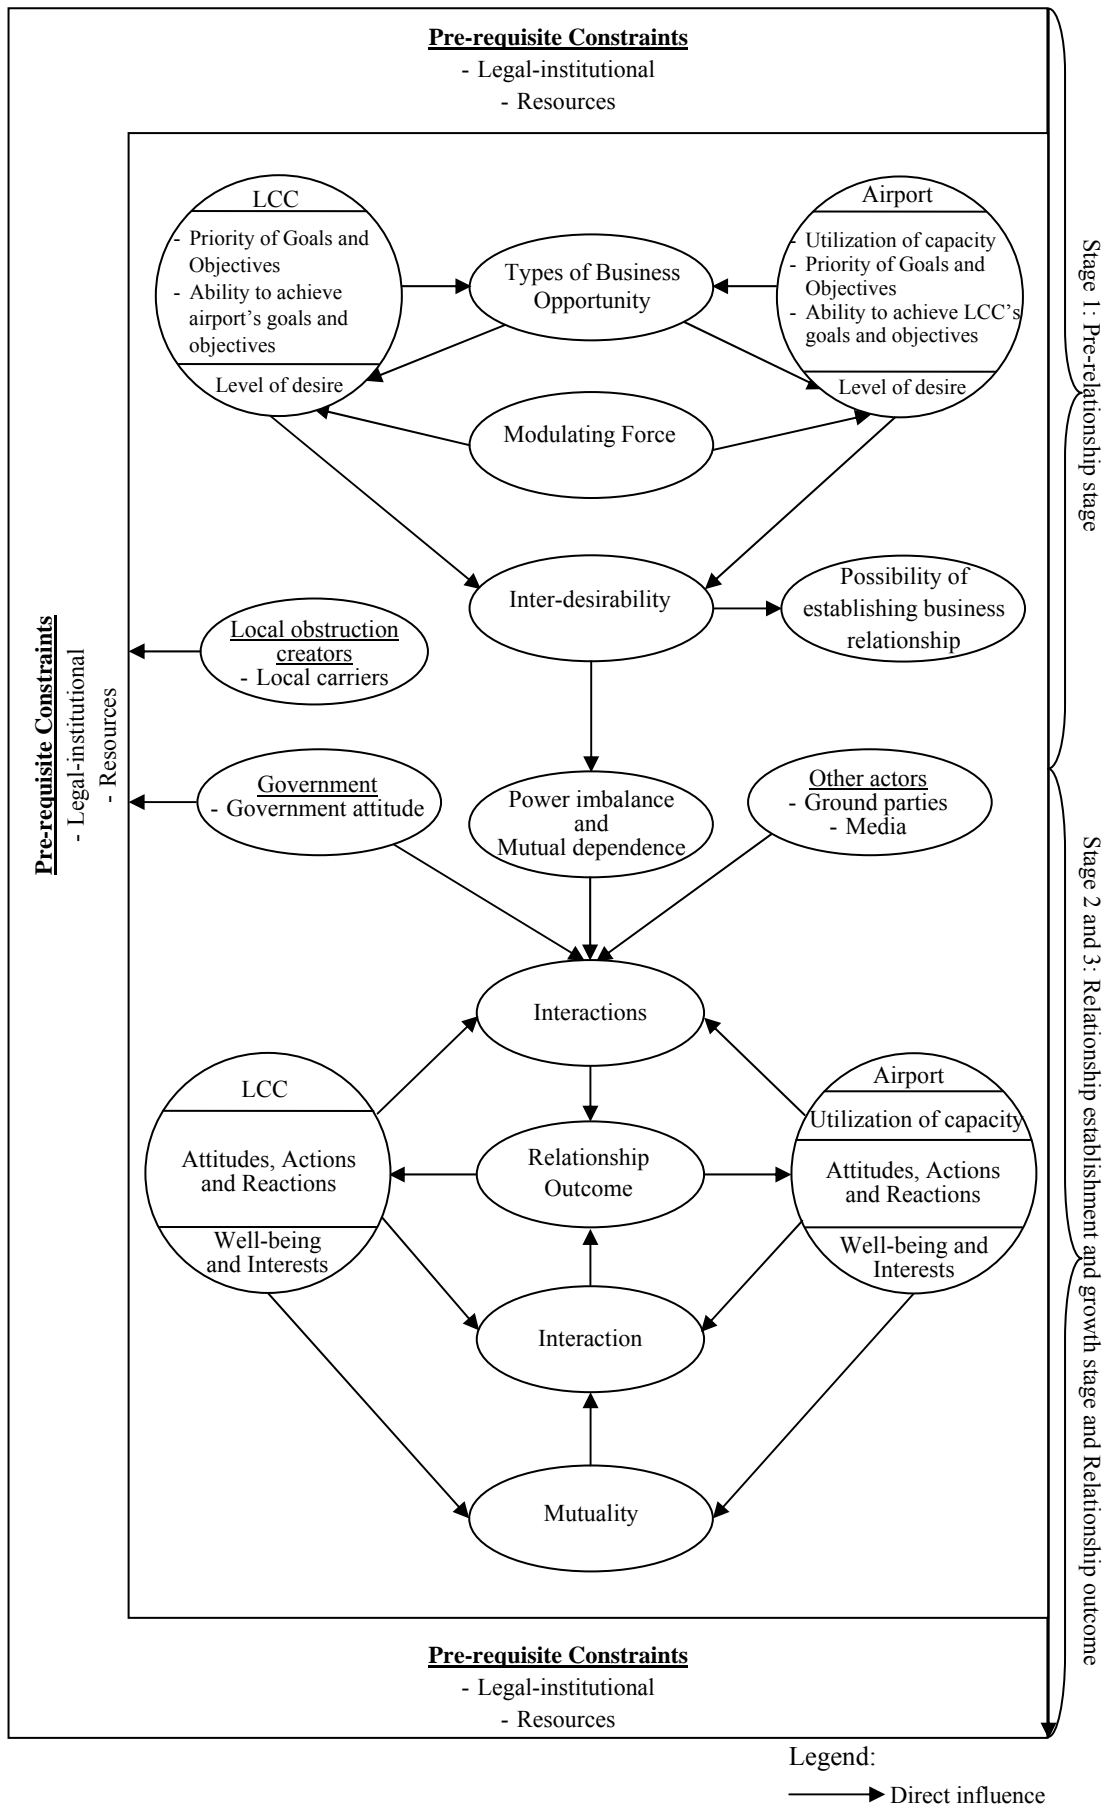 Pre-requisite Constraints
- Legal-institutional
- Resources
LCC
- Priority of Goals and
Objectives
- Ability to achieve
airport's goals and
objectives
Level of desire
Types of Business
Opportunity
Airport
- Utilization of capacity
- Priority of Goals and
Objectives
- Ability to achieve LCC's
goals and objectives
Level of desire
Modulating Force
Stage 1: Pre-relationship stage
Inter-desirability
Possibility of
establishing business
relationship
Local obstruction
creators
- Local carriers
Pre-requisite Constraints
- Legal-institutional
- Resources
Government
- Government attitude
Power imbalance
and
Mutual dependence
Other actors
- Ground parties
- Media
Stage 2 and 3: Relationship establishment and growth stage and Relationship outcome
Interactions
LCC
Attitudes, Actions
and Reactions
Well-being
and Interests
Relationship
Outcome
Airport
Utilization of capacity
Attitudes, Actions
and Reactions
Well-being and
Interests
Interaction
Mutuality
Pre-requisite Constraints
- Legal-institutional
- Resources
Legend:
Direct influence